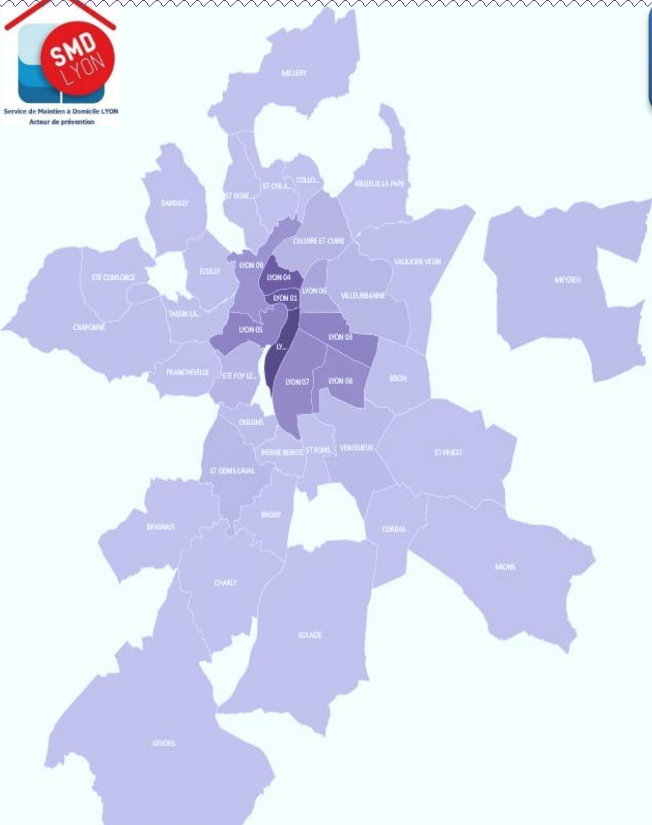 SMD
LYON
Service de Maintien à Domicile LYON
Acteur de prévention
MILLERY
DARDILLY
ST DIDIE...
ST CYR A...
COLLO...
RILLIEUX LA PAPE
CALUIRE ET CUIRE
STE CONSORCE
ECULLY
LYON 09
LYON 04
VAULX EN VELIN
MEYZIEU
LYON 06
VILLEURBANNE
LYON 01
CRAPONNE
TASSIN LA...
LYON 05
LYON 03
LY...
FRANCHEVILLE
STE FOY LE...
LYON 07
LYON 08
BRON
OULLINS
PIERRE BENITE
ST FONS
VENISSIEUX
ST PRIEST
ST GENIS LAVAL
BRIGNAIS
IRIGNY
CORBAS
MIONS
CHARLY
SOLAIZE
GIVORS